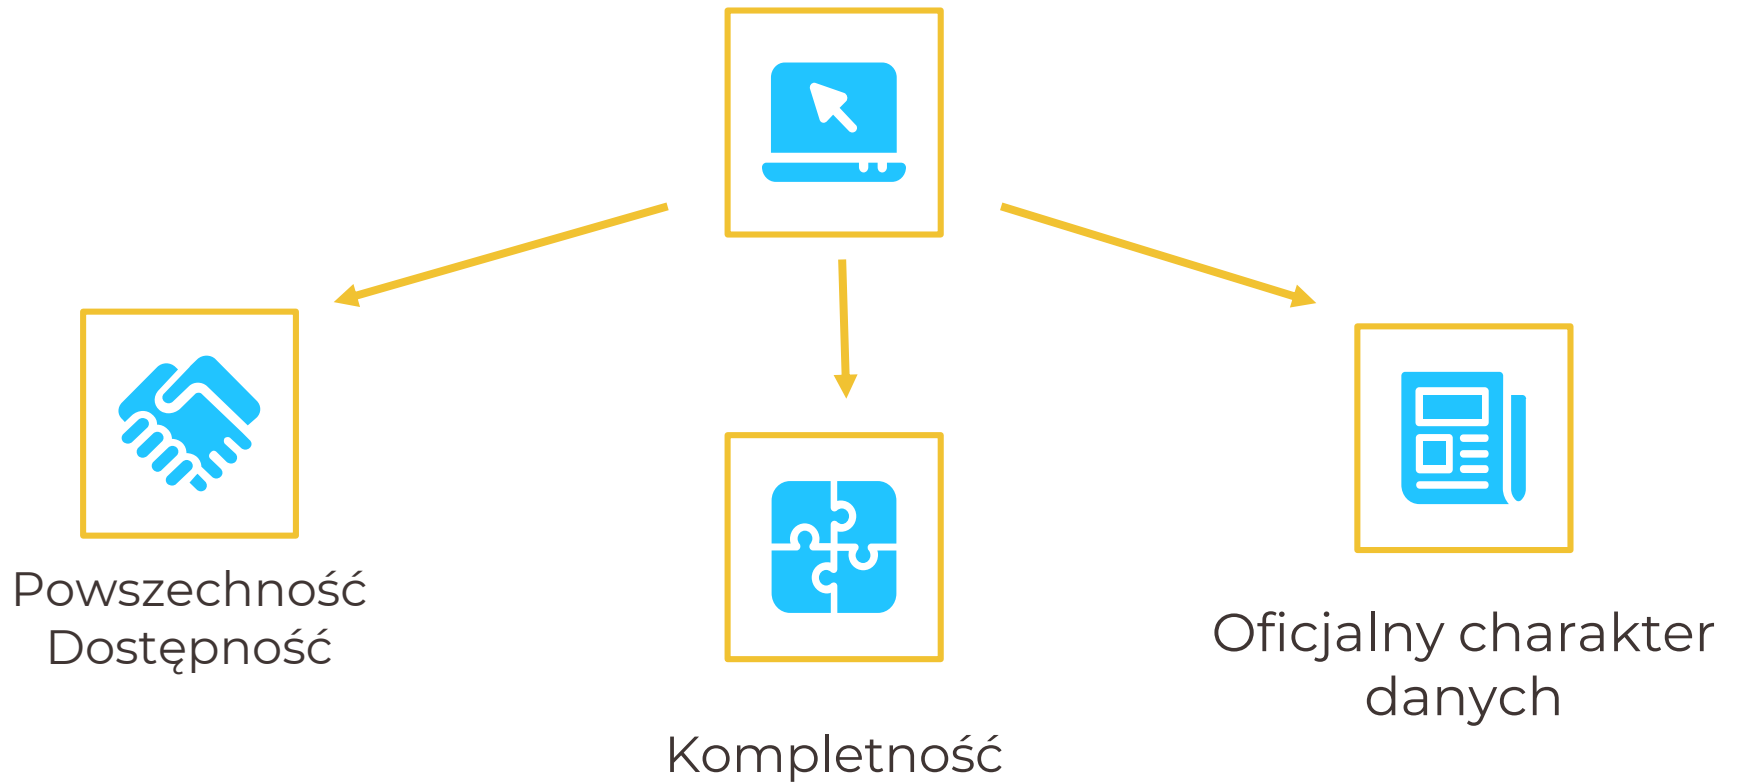 Powszechność
Dostępność
Kompletność
Oficjalny charakter
danych